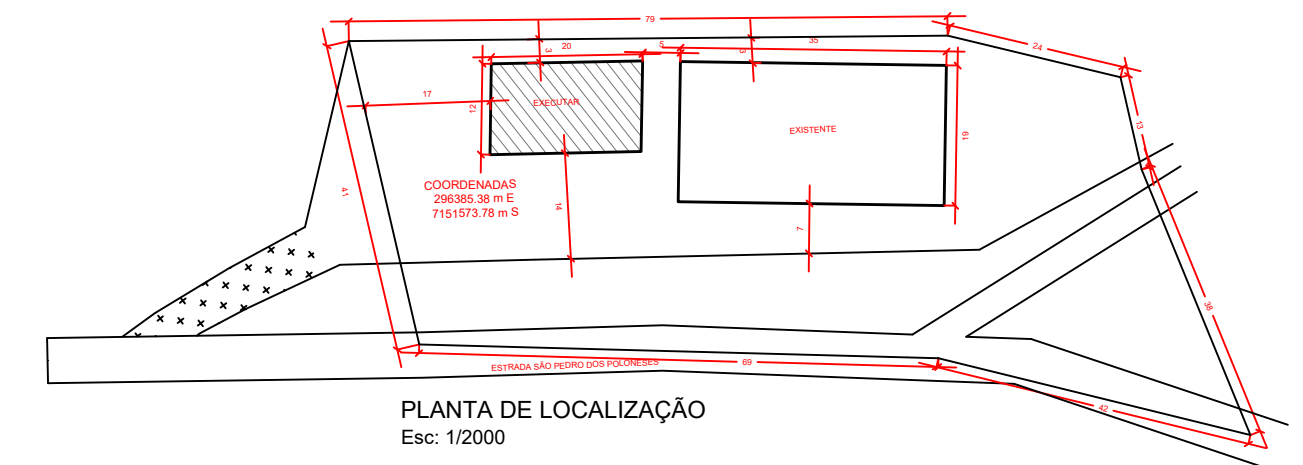 79
24
20
5
35
3
3
17
12
EXECUTAR
EXISTENTE
19
13
41
COORDENADAS
296385.38 m E
7151573.78 m S
14
7
38
ESTRADA SÃO PEDRO DOS POLONESES
69
42
PLANTA DE LOCALIZAÇÃO
Esc: 1/2000